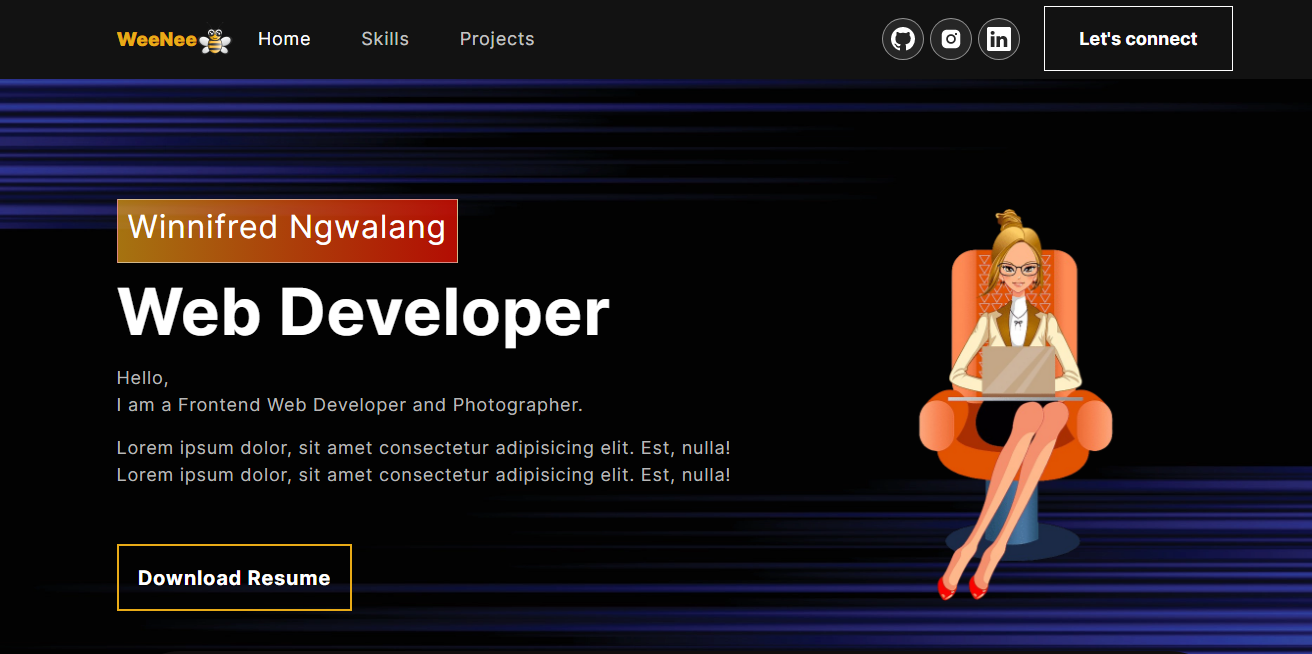 WeeNee
Home
Skills
Projects
Let's connect
Winnifred Ngwalang
Web Developer
Hello,
I am a Frontend Web Developer and Photographer.
Lorem ipsum dolor, sit amet consectetur adipisicing elit. Est, nulla!
Lorem ipsum dolor, sit amet consectetur adipisicing elit. Est, nulla!
Download Resume